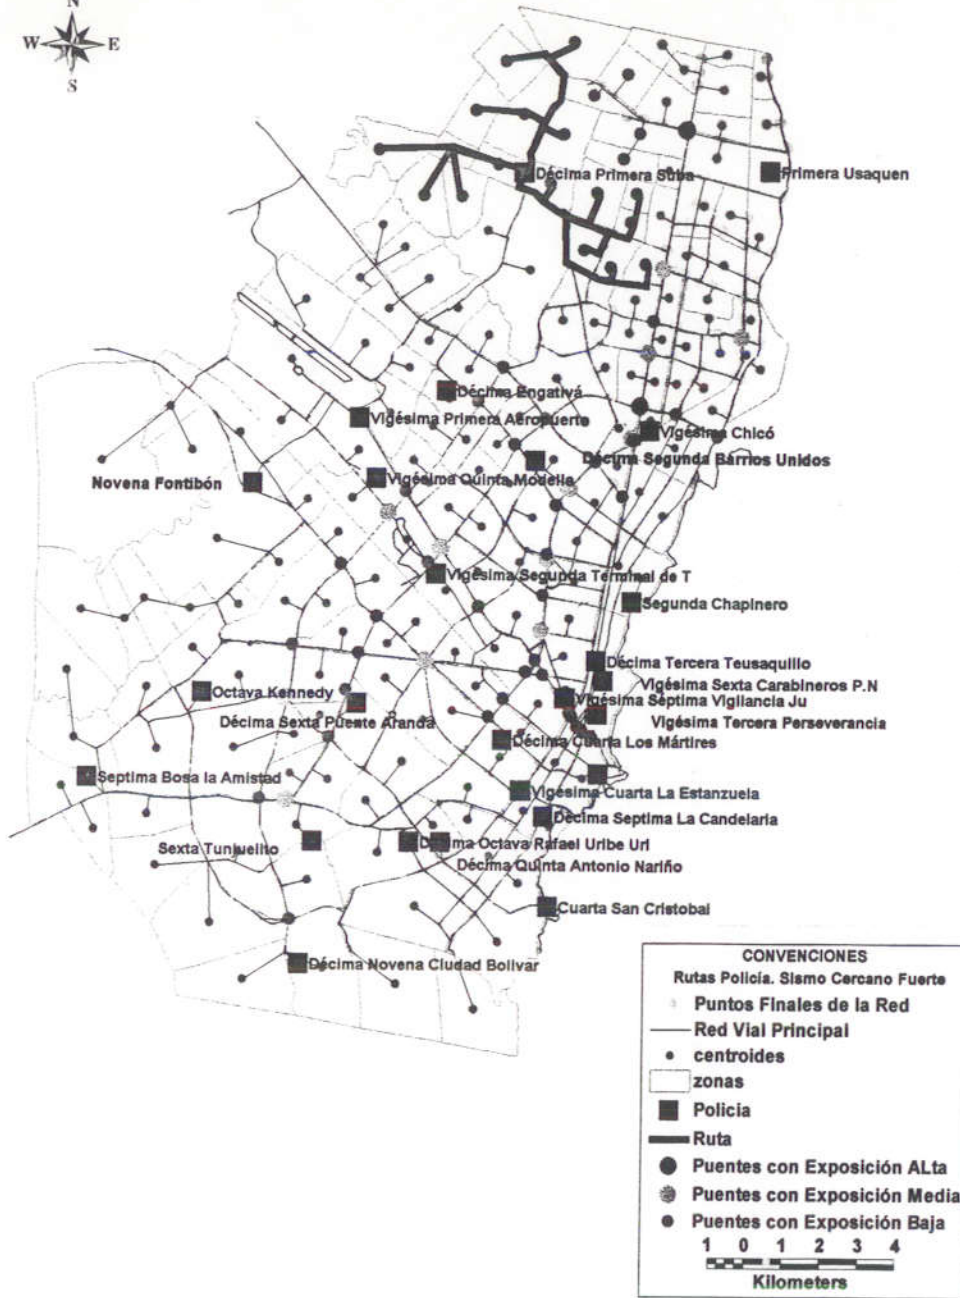 N
W E
S
Décima Primera Suba
Primera Usaquen
Décima Engativá
Vigésima Primera Aeropuerto
Vigésima Chicó
Décima Segunda Barrios Unidos
Novena Fontibón
Vigésima Quinta Modelia
Vigésima Segunda Terminal de T
Segunda Chapinero
Décima Tercera Teusaquillo
Vigésima Sexta Carabineros P.N
Octava Kennedy
Vigésima Séptima Vigilancia Ju
Décima Sexta Puente Aranda
Vigésima Tercera Perseverancia
Décima Cuarta Los Mártires
Septima Bosa la Amistad
Vigésima Cuarta La Estanzuela
Décima Septima La Candelaria
Sexta Tunjuelito
Décima Octava Rafael Uribe Uri
Décima Quinta Antonio Nariño
Cuarta San Cristobal
Décima Novena Ciudad Bolivar
CONVENCIONES
Rutas Policía. Sismo Cercano Fuerte
Puntos Finales de la Red
Red Vial Principal
centroides
zonas
Policia
Ruta
Puentes con Exposición ALta
Puentes con Exposición Media
Puentes con Exposición Baja
1 0 1 2 3 4
Kilometers